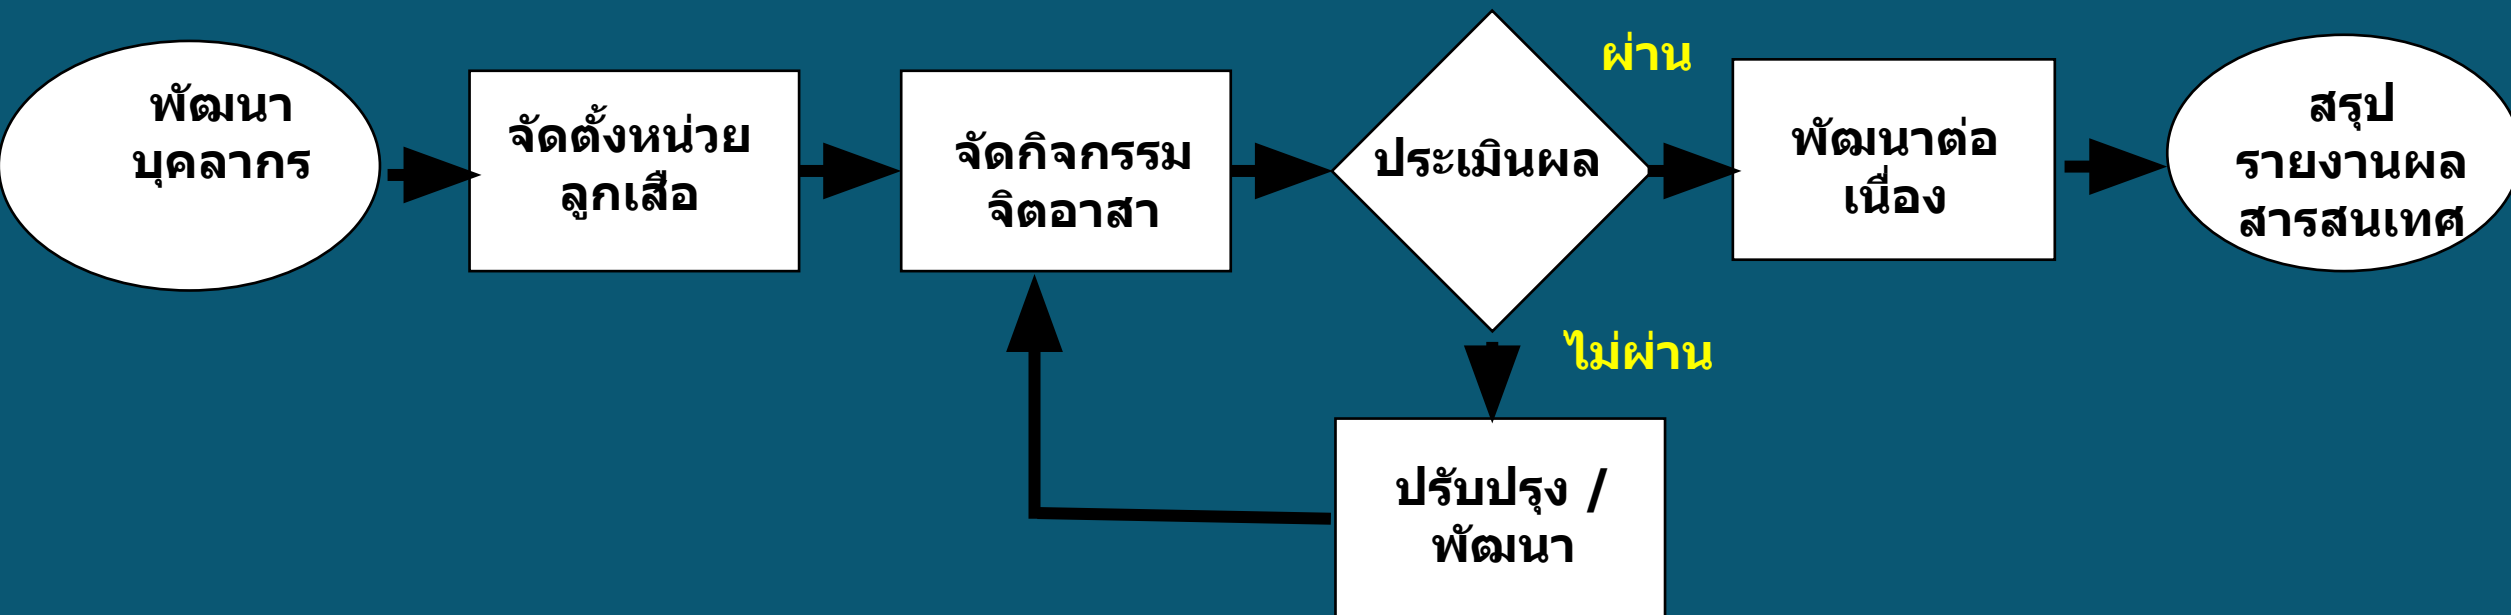 พัฒนา
บุคลากร
จัดตั้งหน่วย
ลูกเสือ
จัดกิจกรรม
จิตอาสา
ประเมินผล
ผ่าน
พัฒนาต่อ
เนื่อง
สรุป
รายงานผล
สารสนเทศ
ไม่ผ่าน
ปรับปรุง /
พัฒนา